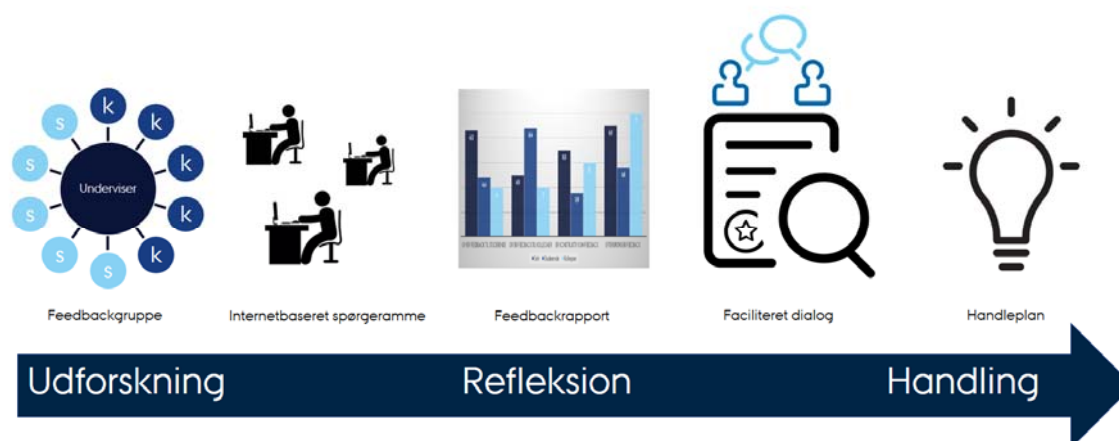 k
s
k
s
k
Underviser
s
k
s
k
s
Feedbackgruppe
Internetbaseret spørgeramme
Feedbackrapport
Faciliteret dialog
Handleplan
Udforskning
Refleksion
Handling